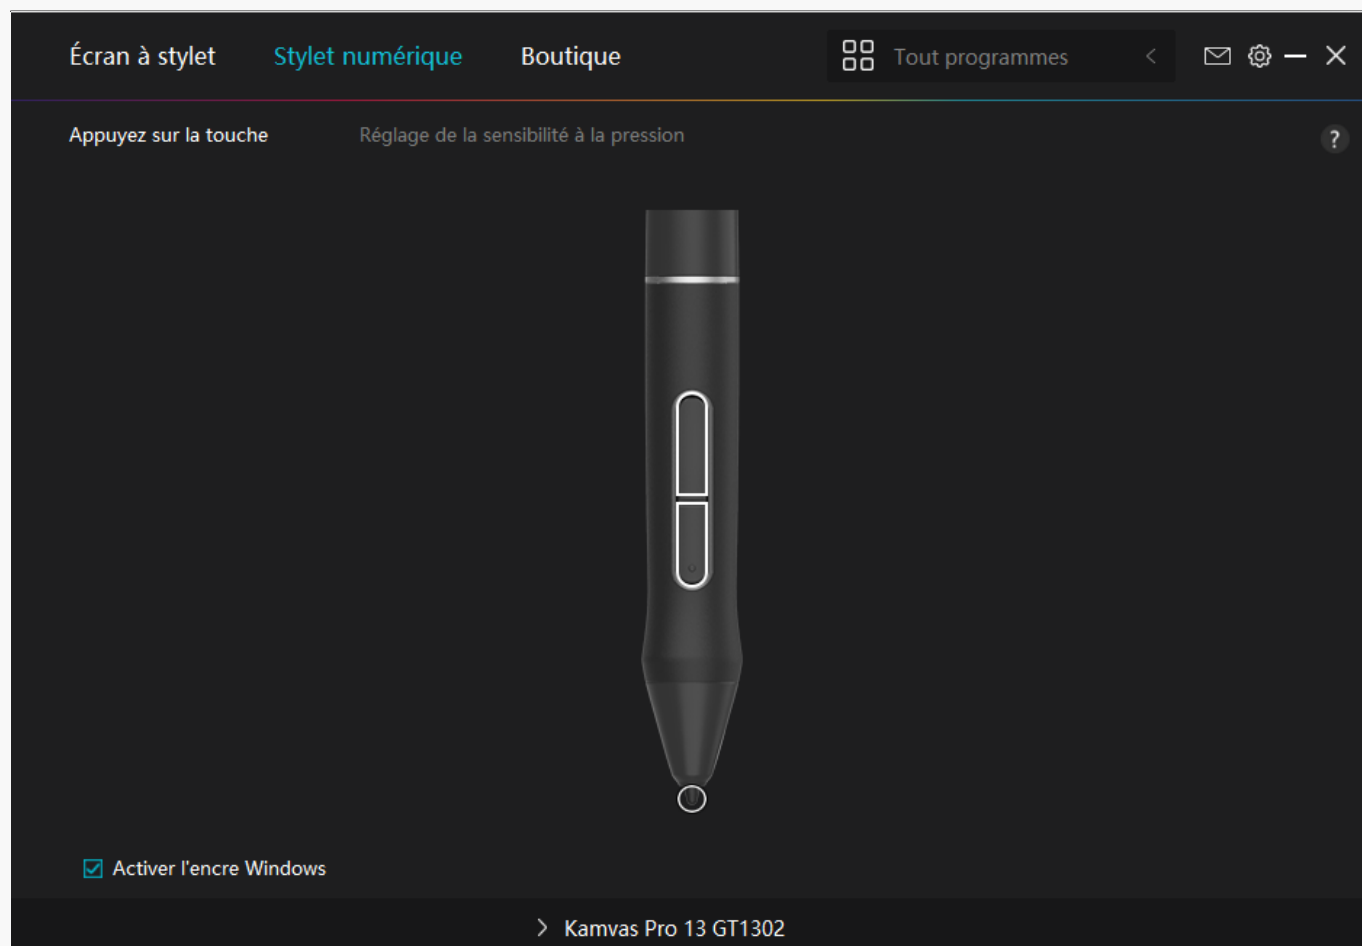 Écran à stylet Stylet numérique Boutique Tout programmes
Appuyez sur la touche Réglage de la sensibilité à la pression ?
Activer l'encre Windows
Kamvas Pro 13 GT1302